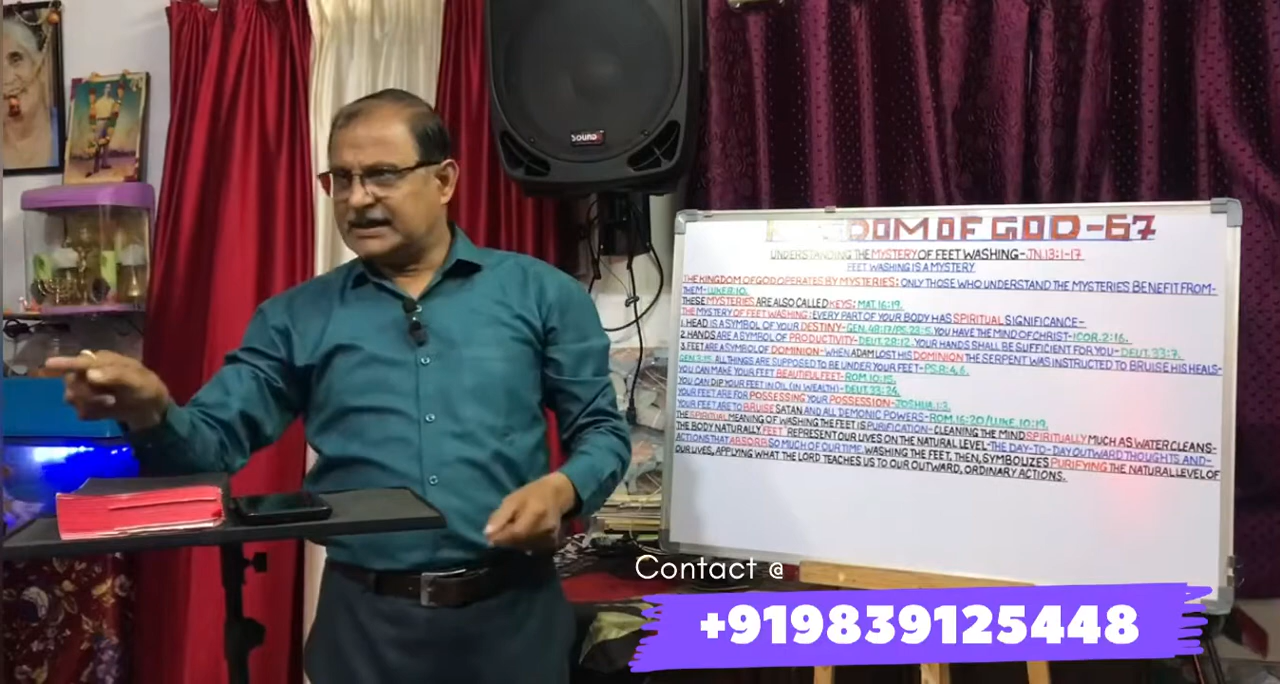 SOUND
KINGDOM OF GOD-67
UNDERSTANDING THE MYSTERY OF FEET WASHING-JN.13:1-17
FEET WASHING IS A MYSTERY
THE KINGDOM OF GOD OPERATES BY MYSTERIES: ONLY THOSE WHO UNDERSTAND THE MYSTERIES BENEFIT FROM-
THEM-LUKE 8:10.
THESE MYSTERIES ARE ALSO CALLED KEYS: MAT.16:19.
THE MYSTERY OF FEET WASHING: EVERY PART OF YOUR BODY HAS SPIRITUAL SIGNIFICANCE-
1. HEAD IS A SYMBOL OF YOUR DESTINY-GEN.48:17/PS.23:5. YOU HAVE THE MIND OF CHRIST-1COR.2:16.
2. HANDS ARE A SYMBOL OF PRODUCTIVITY-DEUT.28:12. YOUR HANDS SHALL BE SUFFICIENT FOR YOU-DEUT.33:7.
3. FEET ARE A SYMBOL OF DOMINION-WHEN ADAM LOST HIS DOMINION THE SERPENT WAS INSTRUCTED TO BRUISE HIS HEALS-
GEN.3:15. ALL THINGS ARE SUPPOSED TO BE UNDER YOUR FEET-PS.8:4,6.
YOU CAN MAKE YOUR FEET BEAUTIFUL FEET-ROM.10:15.
YOU CAN DIP YOUR FEET IN OIL (IN WEALTH)-DEUT.33:24.
YOUR FEET ARE FOR POSSESSING YOUR POSSESSION-JOSHUA.1:3.
YOUR FEET ARE TO BRUISE SATAN AND ALL DEMONIC POWERS-ROM.16:20/LUKE.10:19.
THE SPIRITUAL MEANING OF WASHING THE FEET IS PURIFICATION-CLEANING THE MIND SPIRITUALLY MUCH AS WATER CLEANS-
THE BODY NATURALLY FEET REPRESENT OUR LIVES ON THE NATURAL LEVEL-THE DAY-TO-DAY OUTWARD THOUGHTS AND-
ACTIONS THAT ABSORB SO MUCH OF OUR TIME. WASHING THE FEET, THEN, SYMBOLIZES PURIFYING THE NATURAL LEVEL OF
OUR LIVES, APPLYING WHAT THE LORD TEACHES US TO OUR OUTWARD, ORDINARY ACTIONS.
Contact @
+919839125448